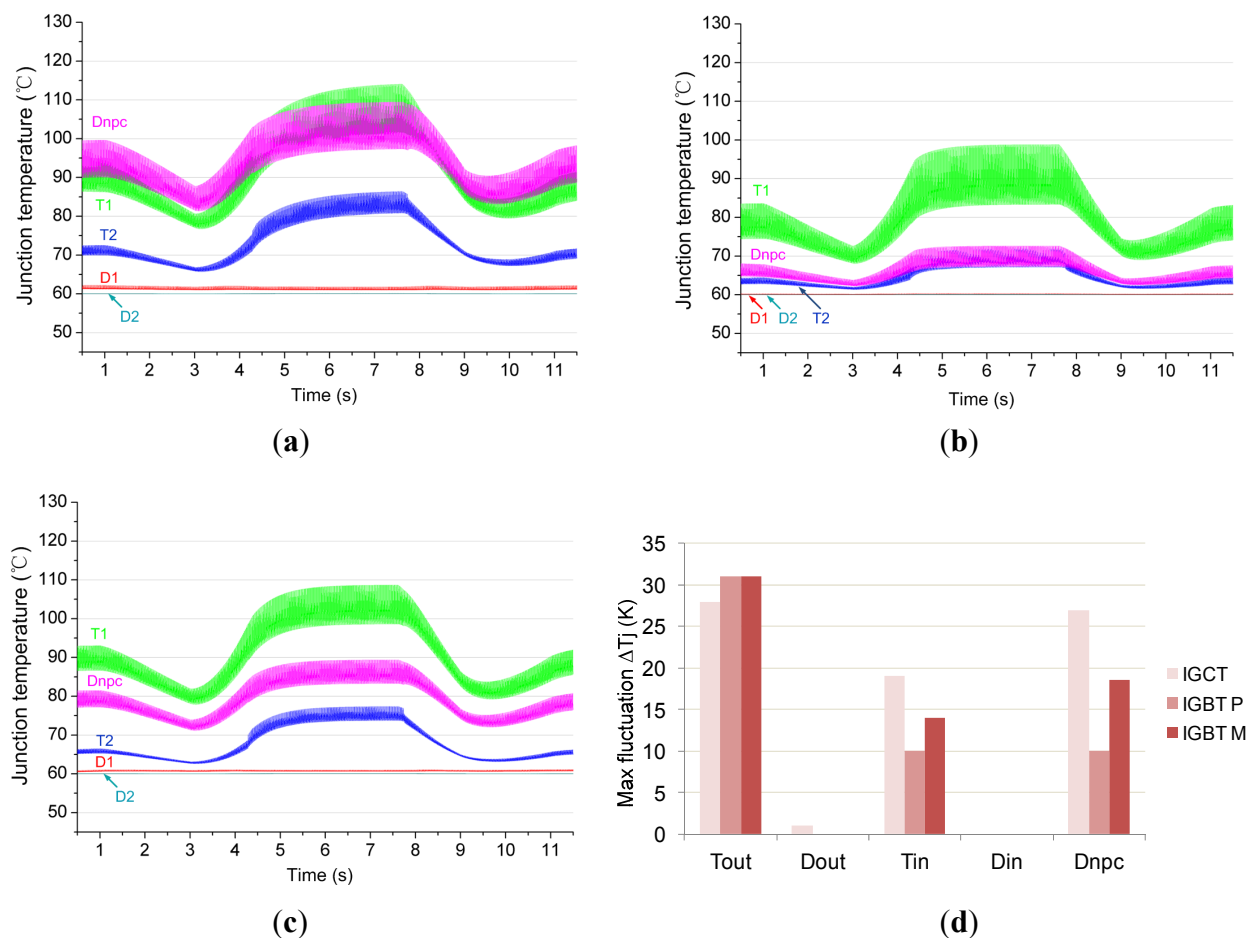 130
120
110
100
90
80
70
60
50
Junction temperature (℃)
Dnpc
T1
T2
D1
D2
1 2 3 4 5 6 7 8 9 10 11
Time (s)
(a)
130
120
110
100
90
80
70
60
50
Junction temperature (℃)
T1
Dnpc
D1
D2
T2
1 2 3 4 5 6 7 8 9 10 11
Time (s)
(b)
130
120
110
100
90
80
70
60
50
Junction temperature (℃)
T1
Dnpc
T2
D1
D2
1 2 3 4 5 6 7 8 9 10 11
Time (s)
(c)
35
30
25
20
15
10
5
0
Max fluctuation ΔTj (K)
Tout Dout Tin Din Dnpc
IGCT
IGBT P
IGBT M
(d)